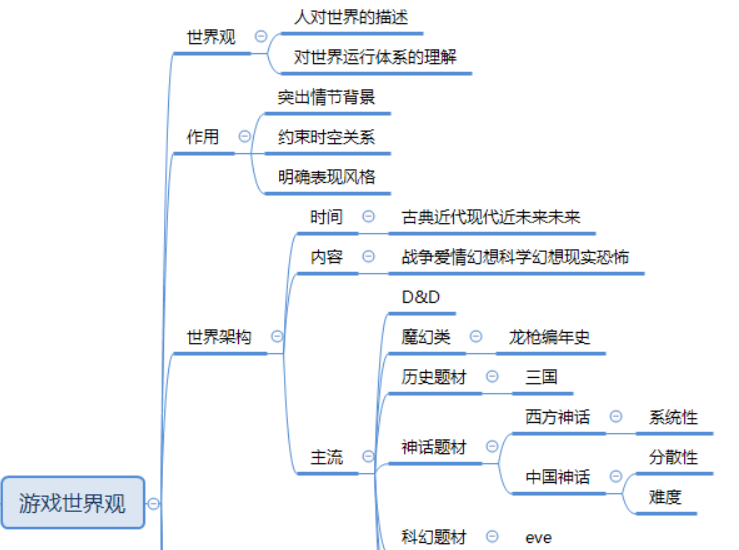 世界观
人对世界的描述
对世界运行体系的理解
作用
突出情节背景
约束时空关系
明确表现风格
世界架构
时间
古典近代现代近未来未来
内容
战争爱情幻想科学幻想现实恐怖
主流
D&D
魔幻类
龙枪编年史
历史题材
三国
神话题材
西方神话
系统性
中国神话
分散性
难度
科幻题材
eve
游戏世界观